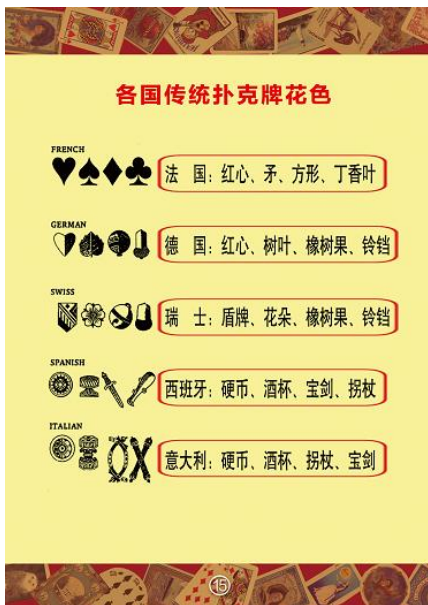 各国传统扑克牌花色
FRENCH
法 国：红心、矛、方形、丁香叶
GERMAN
德 国：红心、树叶、橡树果、铃铛
SWISS
瑞 士：盾牌、花朵、橡树果、铃铛
SPANISH
西班牙：硬币、酒杯、宝剑、拐杖
ITALIAN
意大利：硬币、酒杯、拐杖、宝剑
15